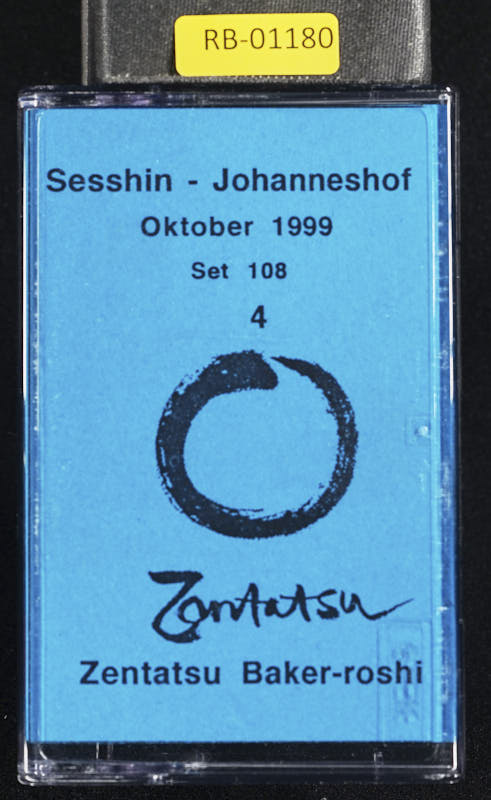 RB-01180
Sesshin - Johanneshof
Oktober 1999
Set 108
4
Zentatsu
Zentatsu Baker-roshi